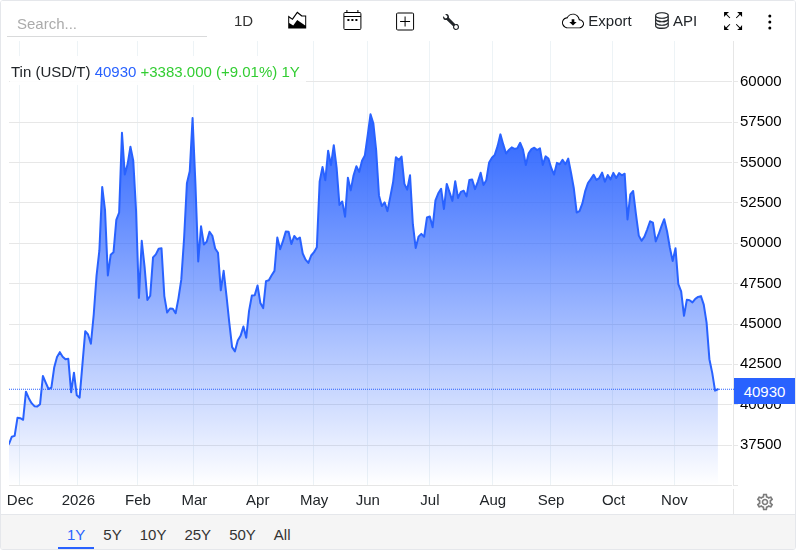 Search... 1D Export API
Tin (USD/T) 40930 +3383.000 (+9.01%) 1Y
60000
57500
55000
52500
50000
47500
45000
42500
40930
40000
37500
Dec 2026 Feb Mar Apr May Jun Jul Aug Sep Oct Nov
1Y 5Y 10Y 25Y 50Y All